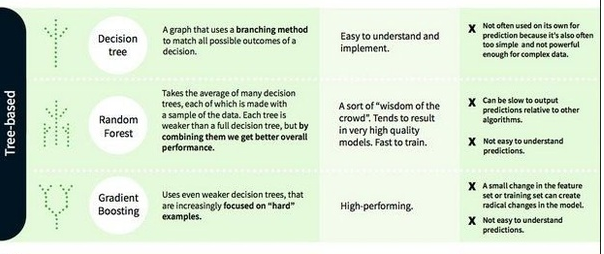 Tree-based
Decision
tree
A graph that uses a branching method
to match all possible outcomes of a
decision.
Easy to understand and
implement.
X Not often used on its own for
prediction because it's also often
too simple and not powerful
enough for complex data.
Random
Forest
Takes the average of many decision
trees, each of which is made with
a sample of the data. Each tree is
weaker than a full decision tree, but by
combining them we get better overall
performance.
A sort of "wisdom of the
crowd". Tends to result
in very high quality
models. Fast to train.
X Can be slow to output
predictions relative to other
algorithms.
X Not easy to understand
predictions.
Gradient
Boosting
Uses even weaker decision trees, that
are increasingly focused on "hard"
examples.
High-performing.
X A small change in the feature
set or training set can create
radical changes in the model.
X Not easy to understand
predictions.